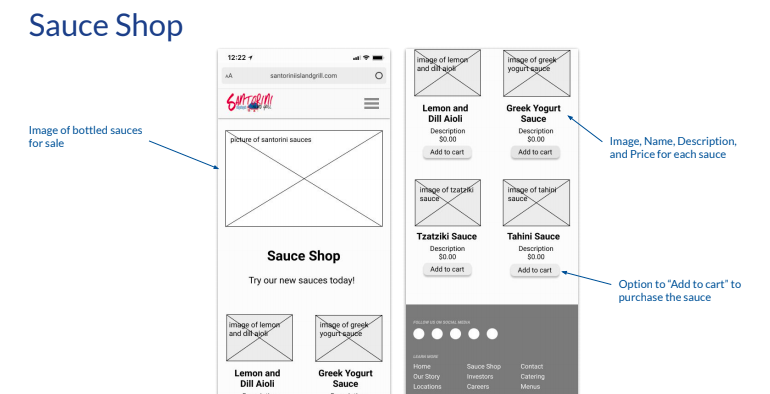 Sauce Shop
Image of bottled sauces
for sale
12:22
AA
santoriniislandgrill.com
SANTORINI
picture of santorini sauces
Sauce Shop
Try our new sauces today!
image of lemon
and dill aioli
image of greek
yogurt sauce
Lemon and
Dill Aioli
Greek Yogurt
Sauce
image of lemon
and dill aioli
image of greek
yogurt sauce
Lemon and
Dill Aioli
Description
$0.00
Add to cart
Greek Yogurt
Sauce
Description
$0.00
Add to cart
image of tzatziki
sauce
image of tahini
sauce
Tzatziki Sauce
Description
$0.00
Add to cart
Tahini Sauce
Description
$0.00
Add to cart
FOLLOW US ON SOCIAL MEDIA
LEARN MORE
Home
Our Story
Locations
Sauce Shop
Investors
Careers
Contact
Catering
Menus
Image, Name, Description,
and Price for each sauce
Option to “Add to cart” to
purchase the sauce